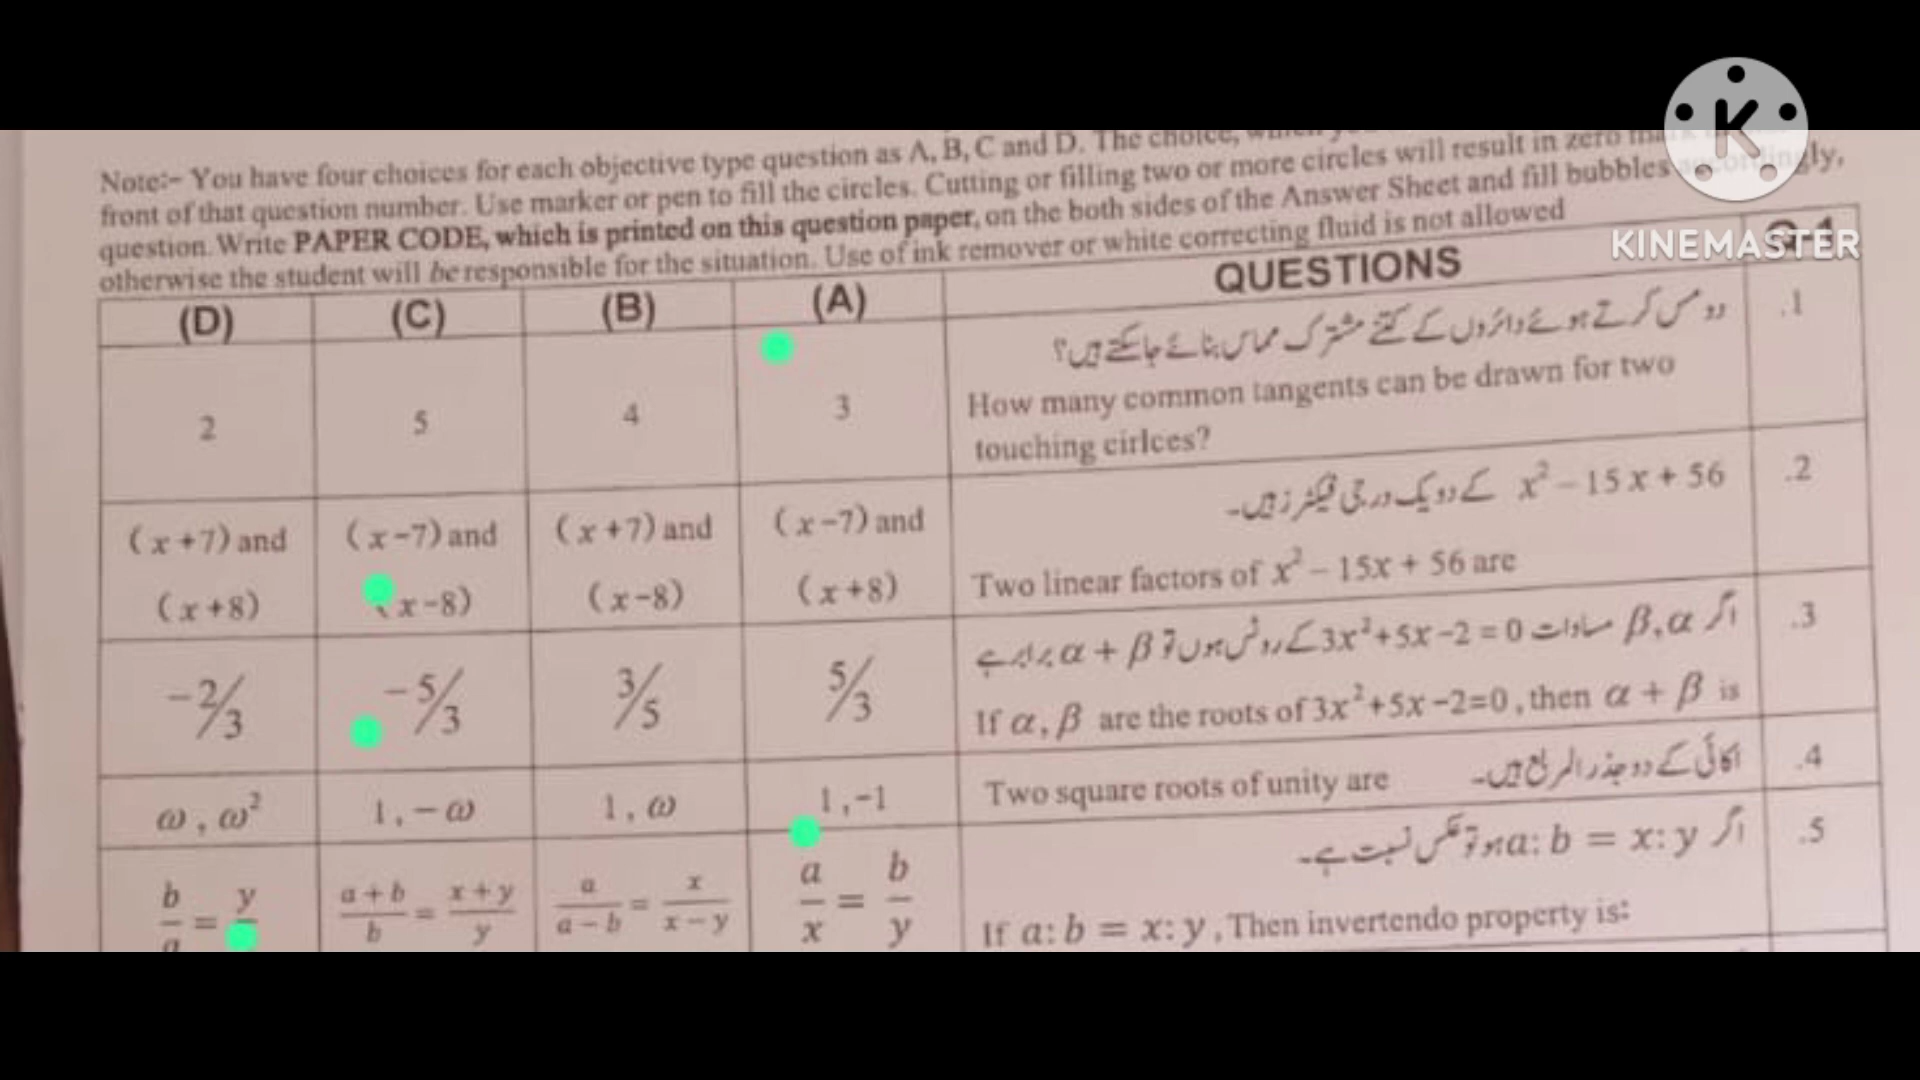 KINEMASTER
Note:- You have four choices for each objective type question as A, B, C and D. The choice, which
front of that question number. Use marker or pen to fill the circles. Cutting or filling two or more circles will result in zero
question. Write PAPER CODE, which is printed on this question paper, on the both sides of the Answer Sheet and fill bubbles accordingly,
otherwise the student will be responsible for the situation. Use of ink remover or white correcting fluid is not allowed
(D) (C) (B) (A) QUESTIONS Q-1
2 5 4 3
دو مس کرتے ہوئے دائروں کے کتنے مشترک مماس بنائے جا سکتے ہیں؟ .1
How many common tangents can be drawn for two
touching cirlces?
(x+7) and (x-7) and (x+7) and (x-7) and
(x+8) (x-8) (x-8) (x+8)
x² – 15x + 56 کے دو یک درجی فیکٹرز ہیں۔ .2
Two linear factors of x² – 15x + 56 are
-2/3 -5/3 3/5 5/3
اگر β,α مساوات 3x²+5x-2=0 کے روٹس ہوں تو α + β برابر ہے .3
If α, β are the roots of 3x²+5x-2=0, then α + β is
ω, ω² 1, -ω 1, ω 1, -1
Two square roots of unity are اکائی کے دو جذر المربع ہیں۔ .4
اگر a:b = x:y ہو تو عکس نسبت ہے۔ .5
b/a = y/ (a+b)/b = (x+y)/y a/(a-b) = x/(x-y) a/x = b/y
If a:b = x:y, Then invertendo property is: